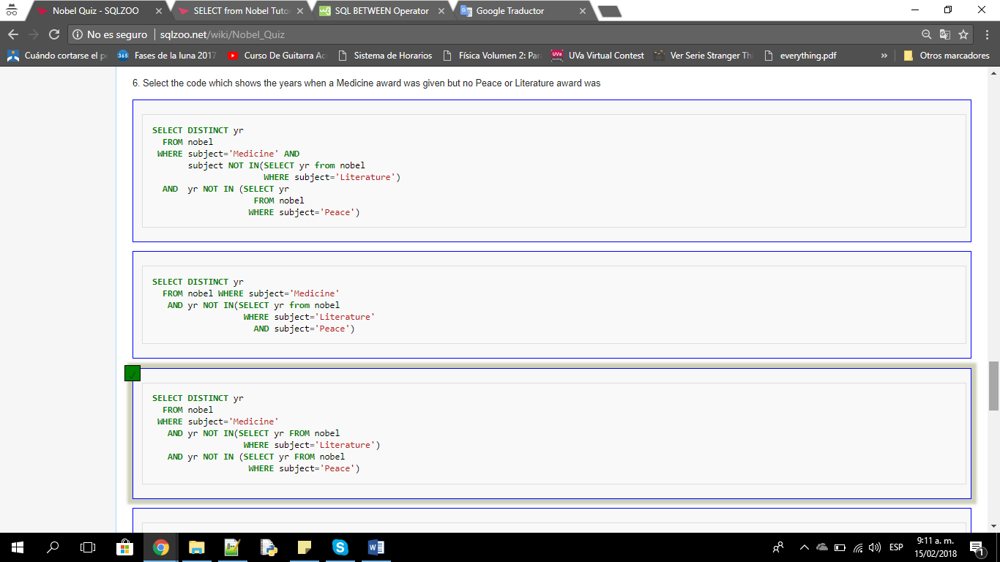 Nobel Quiz - SQLZOO
SELECT from Nobel Tuto
SQL BETWEEN Operator
Google Traductor
No es seguro
sqlzoo.net/wiki/Nobel_Quiz
Cuándo cortarse el p
365 Fases de la luna 2017
Curso De Guitarra Ac
Sistema de Horarios
Física Volumen 2: Par
UVa UVa Virtual Contest
Ver Serie Stranger Th
everything.pdf
»
Otros marcadores
6. Select the code which shows the years when a Medicine award was given but no Peace or Literature award was
SELECT DISTINCT yr
FROM nobel
WHERE subject='Medicine' AND
subject NOT IN(SELECT yr from nobel
WHERE subject='Literature')
AND yr NOT IN (SELECT yr
FROM nobel
WHERE subject='Peace')
SELECT DISTINCT yr
FROM nobel WHERE subject='Medicine'
AND yr NOT IN(SELECT yr from nobel
WHERE subject='Literature'
AND subject='Peace')
SELECT DISTINCT yr
FROM nobel
WHERE subject='Medicine'
AND yr NOT IN(SELECT yr FROM nobel
WHERE subject='Literature')
AND yr NOT IN (SELECT yr FROM nobel
WHERE subject='Peace')
ESP
9:11 a. m.
15/02/2018
1